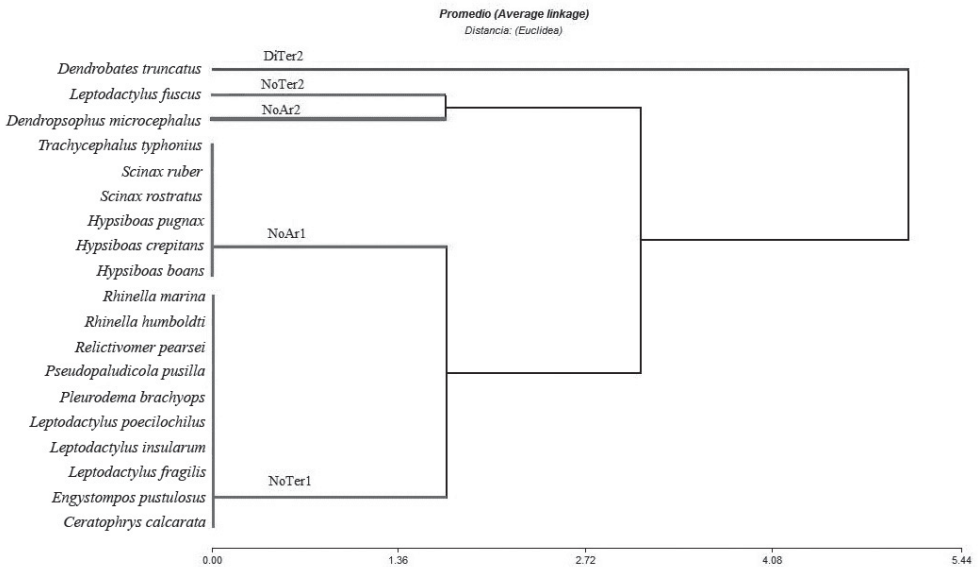 Promedio (Average linkage)
Distancia: (Euclidea)
DiTer2
Dendrobates truncatus
NoTer2
Leptodactylus fuscus
NoAr2
Dendropsophus microcephalus
Trachycephalus typhonius
Scinax ruber
Scinax rostratus
Hypsiboas pugnax
NoAr1
Hypsiboas crepitans
Hypsiboas boans
Rhinella marina
Rhinella humboldti
Relictivomer pearsei
Pseudopaludicola pusilla
Pleurodema brachyops
Leptodactylus poecilochilus
Leptodactylus insularum
Leptodactylus fragilis
NoTer1
Engystompos pustulosus
Ceratophrys calcarata
0.00 1.36 2.72 4.08 5.44